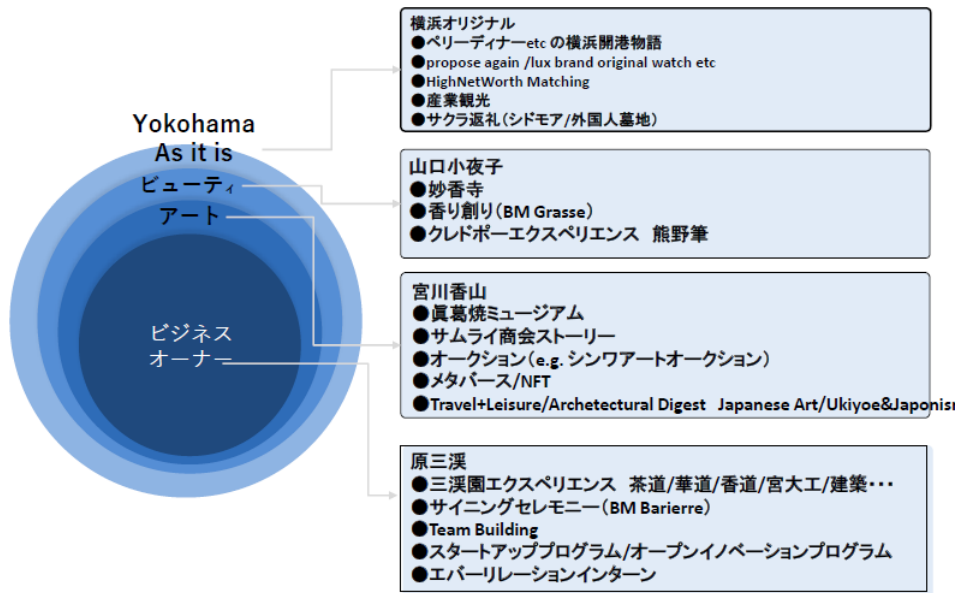 Yokohama
As it is
ビューティ
アート
ビジネス
オーナー
横浜オリジナル
●ペリーディナーetc の横浜開港物語
●propose again /lux brand original watch etc
●HighNetWorth Matching
●産業観光
●サクラ返礼（シドモア/外国人墓地）
山口小夜子
●妙香寺
●香り創り（BM Grasse）
●クレドポーエクスペリエンス 熊野筆
宮川香山
●眞葛焼ミュージアム
●サムライ商会ストーリー
●オークション（e.g. シンワアートオークション）
●メタバース/NFT
●Travel+Leisure/Archetectural Digest Japanese Art/Ukiyoe&Japonism
原三渓
●三渓園エクスペリエンス 茶道/華道/香道/宮大工/建築・・・
●サイニングセレモニー（BM Barierre）
●Team Building
●スタートアッププログラム/オープンイノベーションプログラム
●エバーリレーションインターン